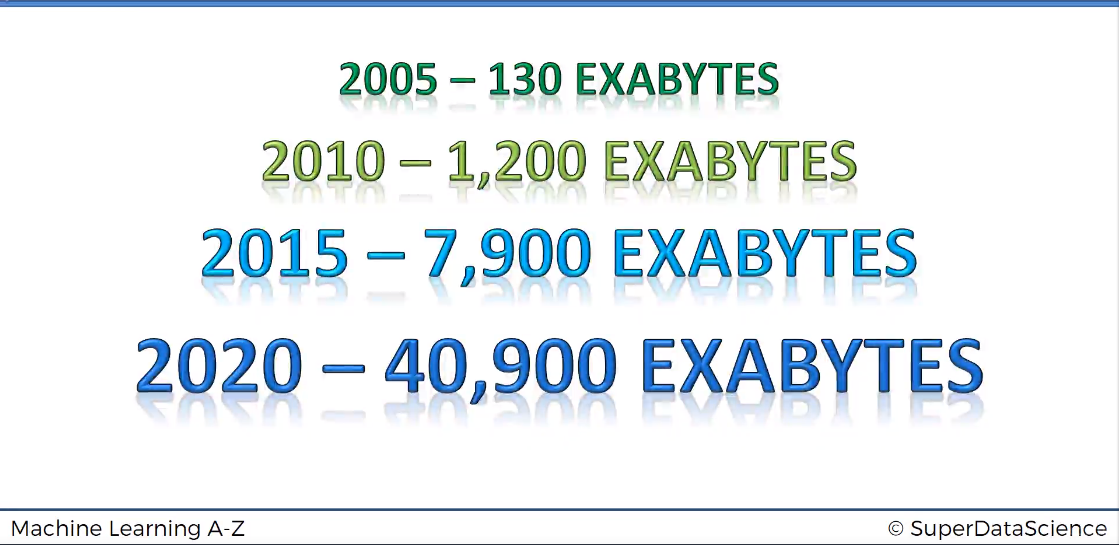 2005 – 130 EXABYTES
2010 – 1,200 EXABYTES
2015 – 7,900 EXABYTES
2020 – 40,900 EXABYTES
Machine Learning A-Z
© SuperDataScience